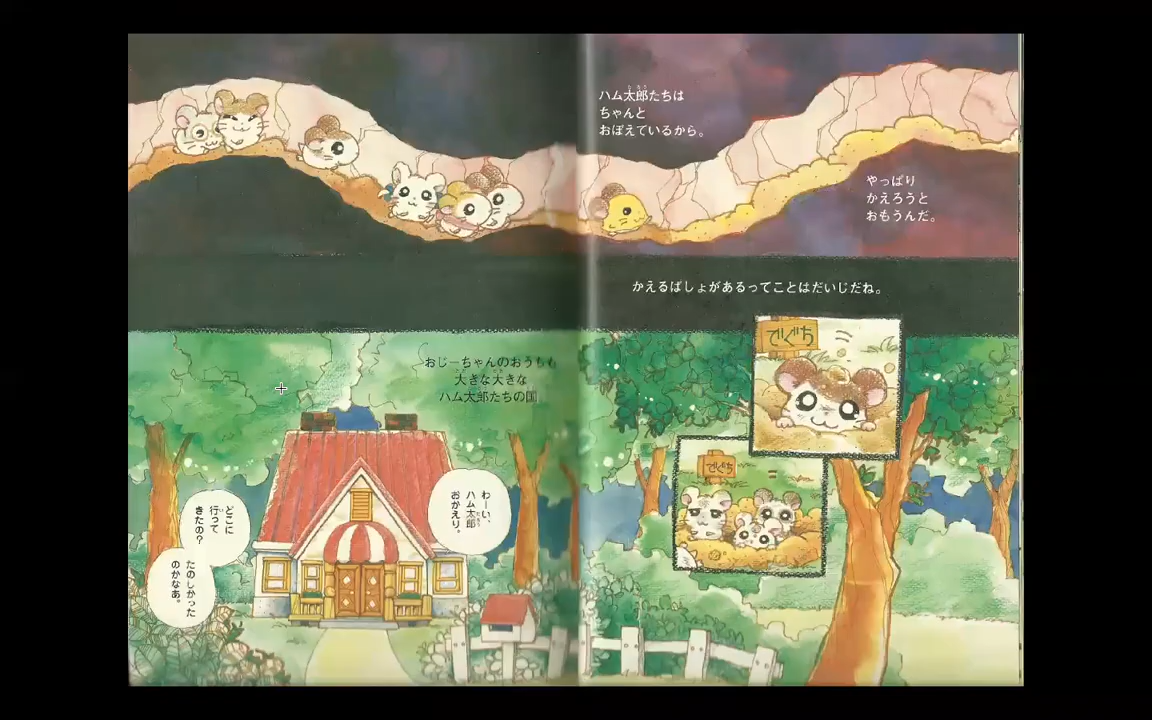 ハム太郎たちは
ちゃんと
おぼえているから。
やっぱり
かえろうと
おもうんだ。
かえるばしょがあるってことはだいじだね。
でぐち
でぐち
おじーちゃんのおうちも
大きな大きな
ハム太郎たちの国
わーい、
ハム太郎
おかえり。
どこに
行って
きたの？
たのしかった
のかなあ。